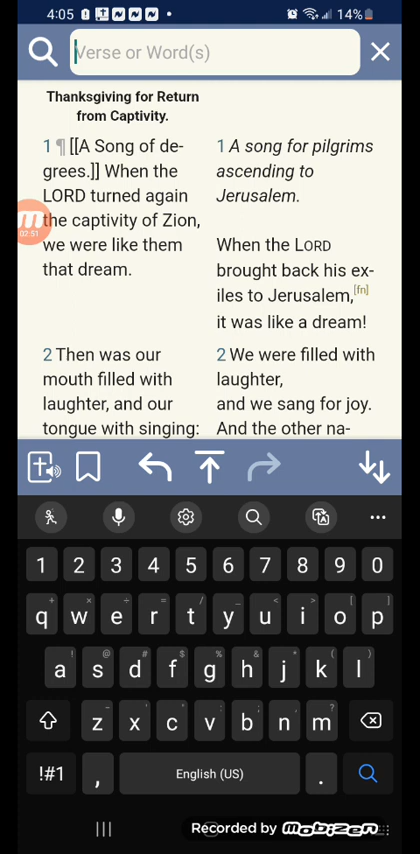 4:05
14%
Verse or Word(s)
Thanksgiving for Return
from Captivity.
1 ¶ [[A Song of de-
grees.]] When the
LORD turned again
the captivity of Zion,
we were like them
that dream.
2 Then was our
mouth filled with
laughter, and our
tongue with singing:
1 A song for pilgrims
ascending to
Jerusalem.
When the LORD
brought back his ex-
iles to Jerusalem,[fn]
it was like a dream!
2 We were filled with
laughter,
and we sang for joy.
And the other na-
02:51
1 2 3 4 5 6 7 8 9 0
+ × ÷ = / _ < > [ ]
q w e r t y u i o p
! @ # $ % & * ( )
a s d f g h j k l
- " ' : ; , ?
z x c v b n m
!#1 , English (US) .
Recorded by mobizen